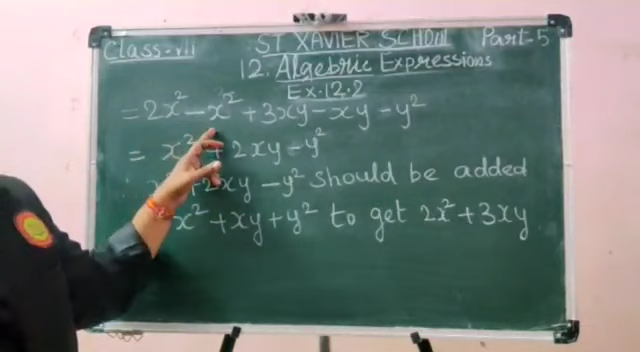 Class-vii ST XAVIER SCHOOL Part-5
12. Algebric Expressions
Ex-12.2
= 2x² - x² + 3xy - xy - y²
= x² + 2xy - y²
+ 2xy - y² should be added
x² + xy + y² to get 2x² + 3xy